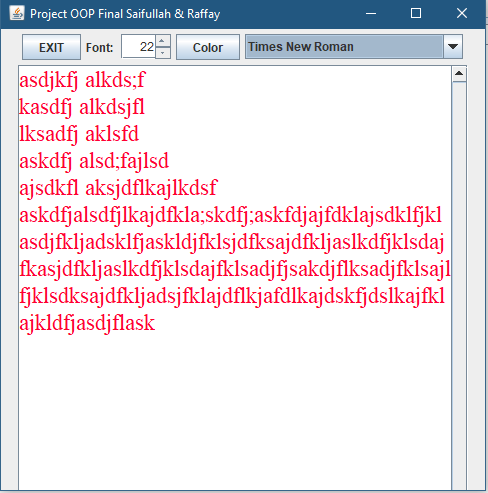 Project OOP Final Saifullah & Raffay
EXIT Font: 22 Color Times New Roman
asdjkfj alkds;f
kasdfj alkdsjfl
lksadfj aklsfd
askdfj alsd;fajlsd
ajsdkfl aksjdflkajlkdsf
askdfjalsdfjlkajdfkla;skdfj;askfdjajfdklajsdklfjkl
asdjfkljadsklfjaskldjfklsjdfksajdfkljaslkdfjklsdaj
fkasjdfkljaslkdfjklsdajfklsadjfjsakdjflksadjfklsajl
fjklsdksajdfkljadsjfklajdflkjafdlkajdskfjdslkajfkl
ajkldfjasdjflask